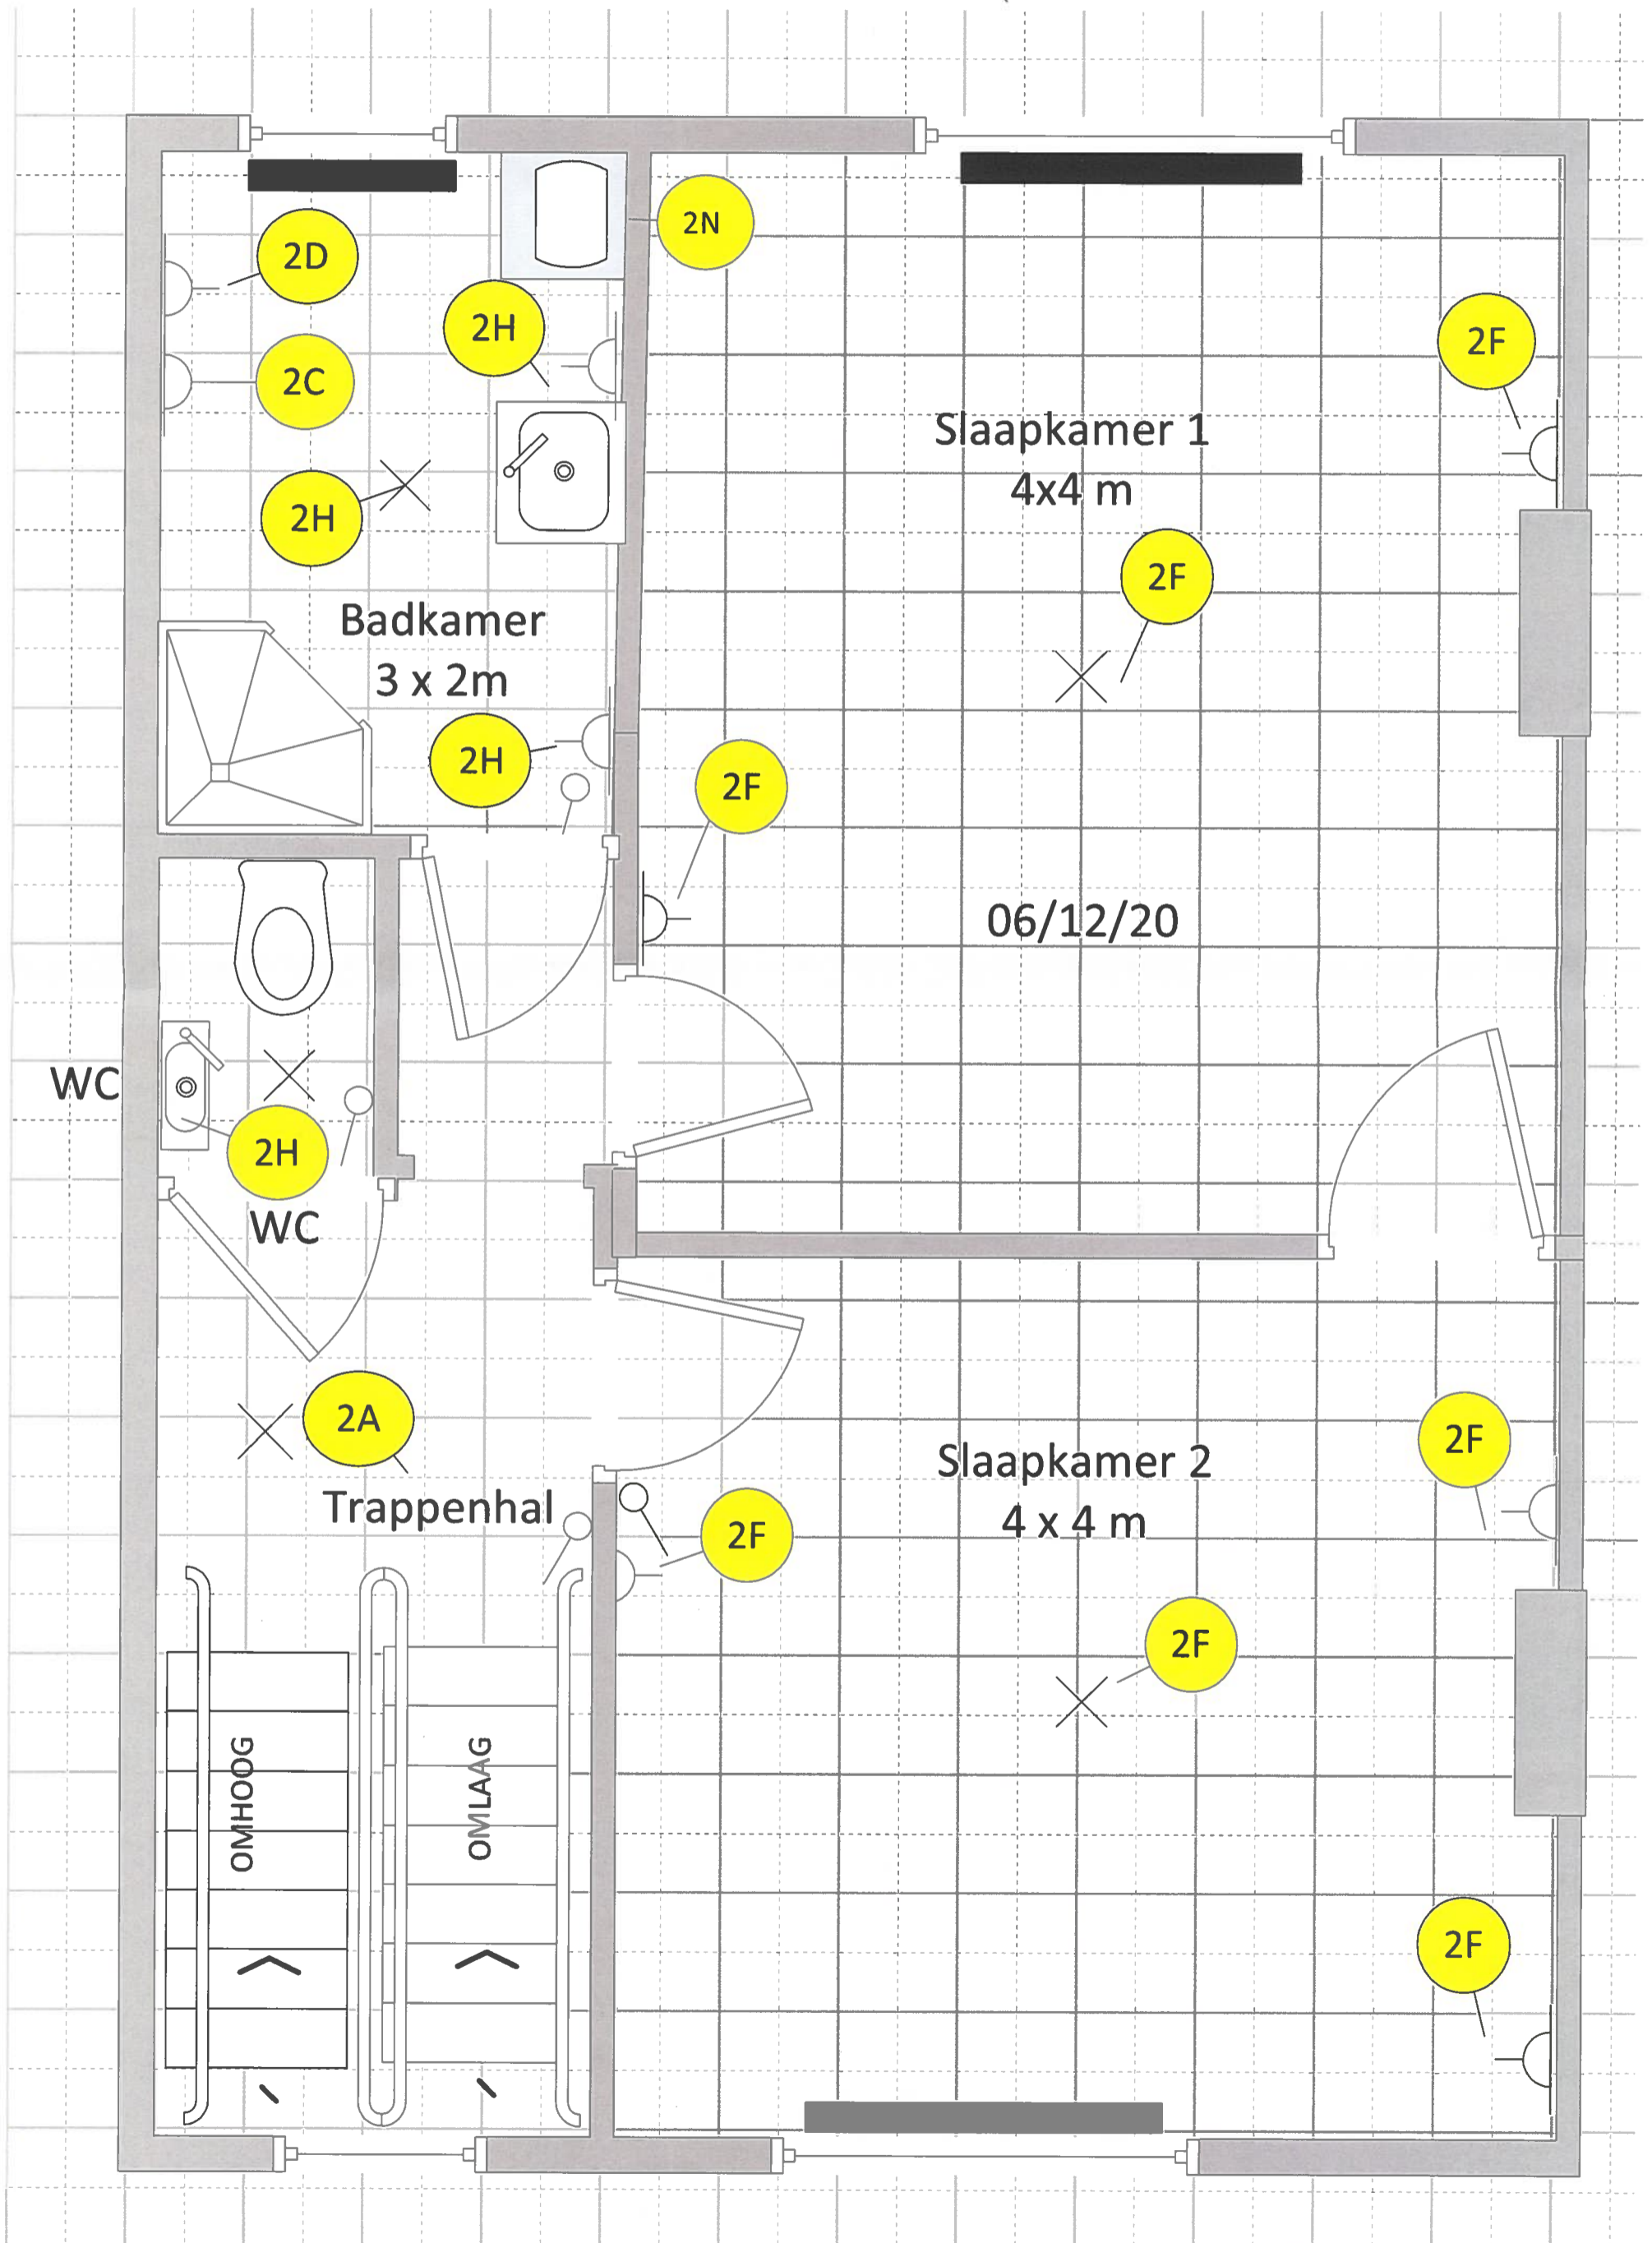 2N
2D
2H
2F
2C
Slaapkamer 1
4x4 m
2H
2F
Badkamer
3 x 2m
2H
2F
06/12/20
WC
2H
WC
2A
2F
Slaapkamer 2
4 x 4 m
Trappenhal
2F
2F
OMHOOG
OMLAAG
2F